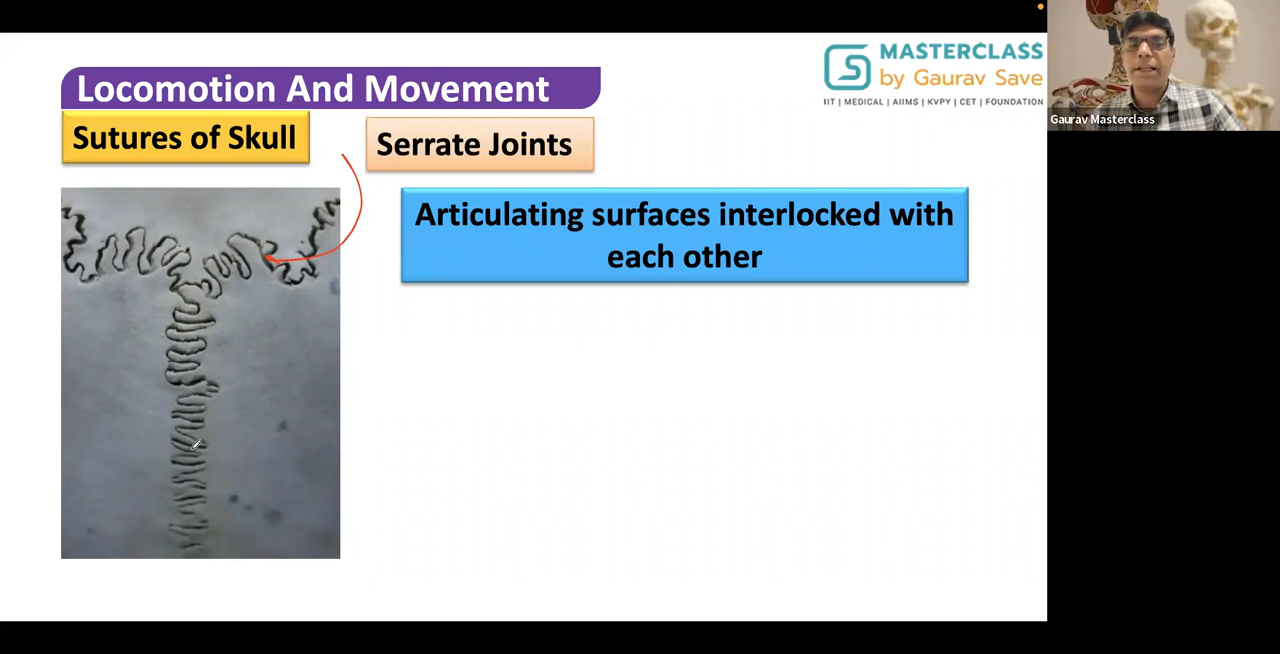 Locomotion And Movement
MASTERCLASS
by Gaurav Save
IIT | MEDICAL | AIIMS | KVPY | CET | FOUNDATION
Gaurav Masterclass
Sutures of Skull
Serrate Joints
Articulating surfaces interlocked with
each other